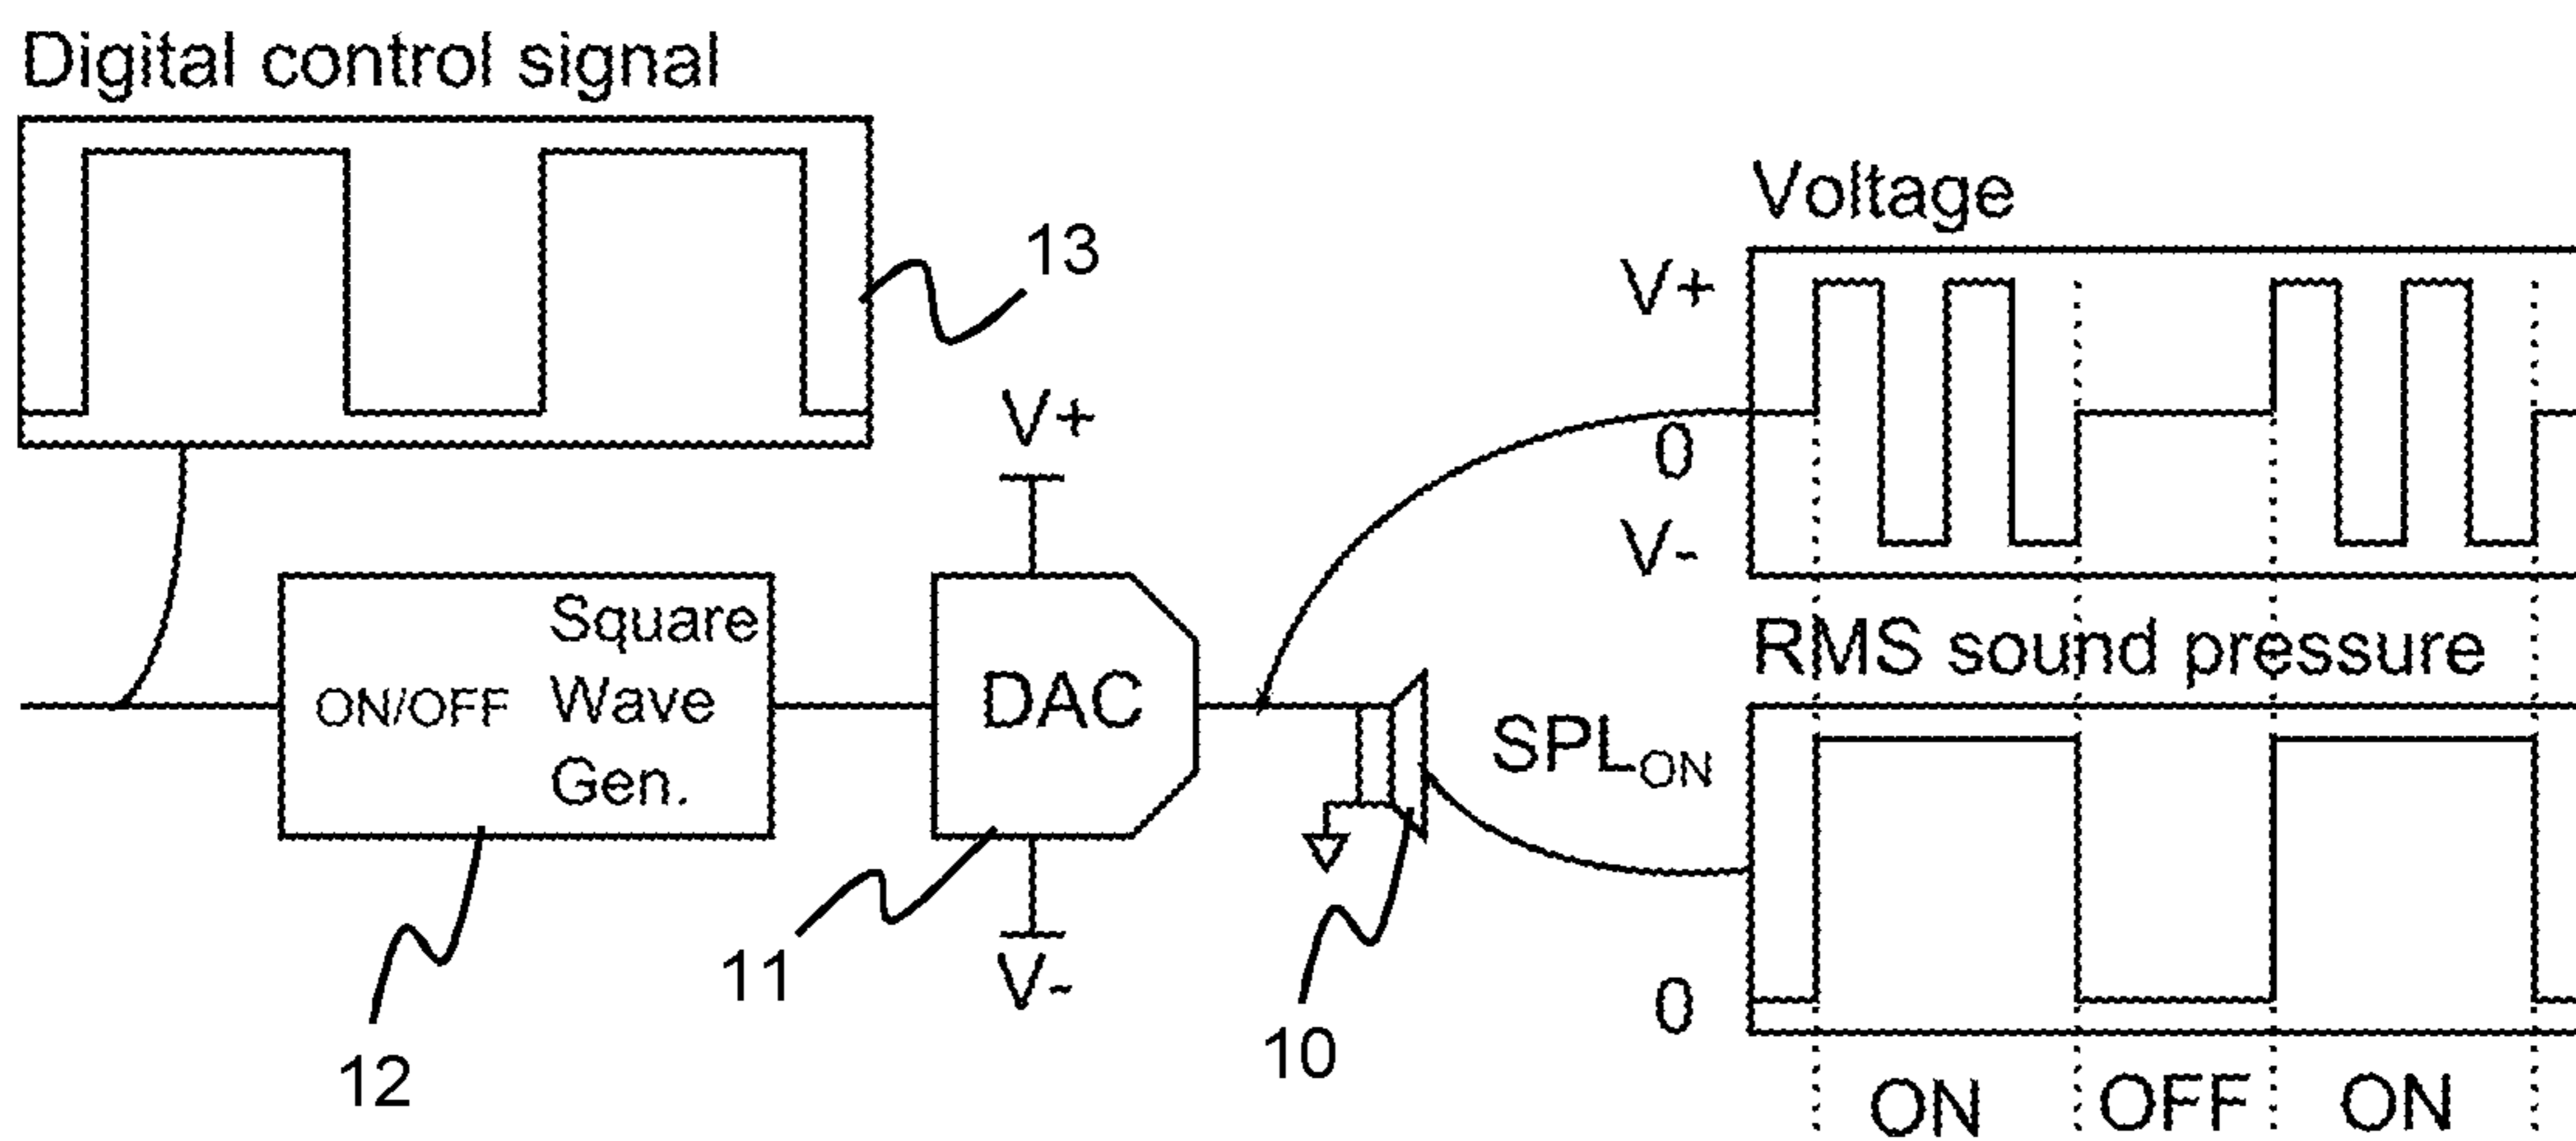 Digital control signal
13
Voltage
V+
0
V-
V+
ON/OFF
Square
Wave
Gen.
DAC
V-
RMS sound pressure
SPL_ON
0
12
11
10
ON
OFF
ON